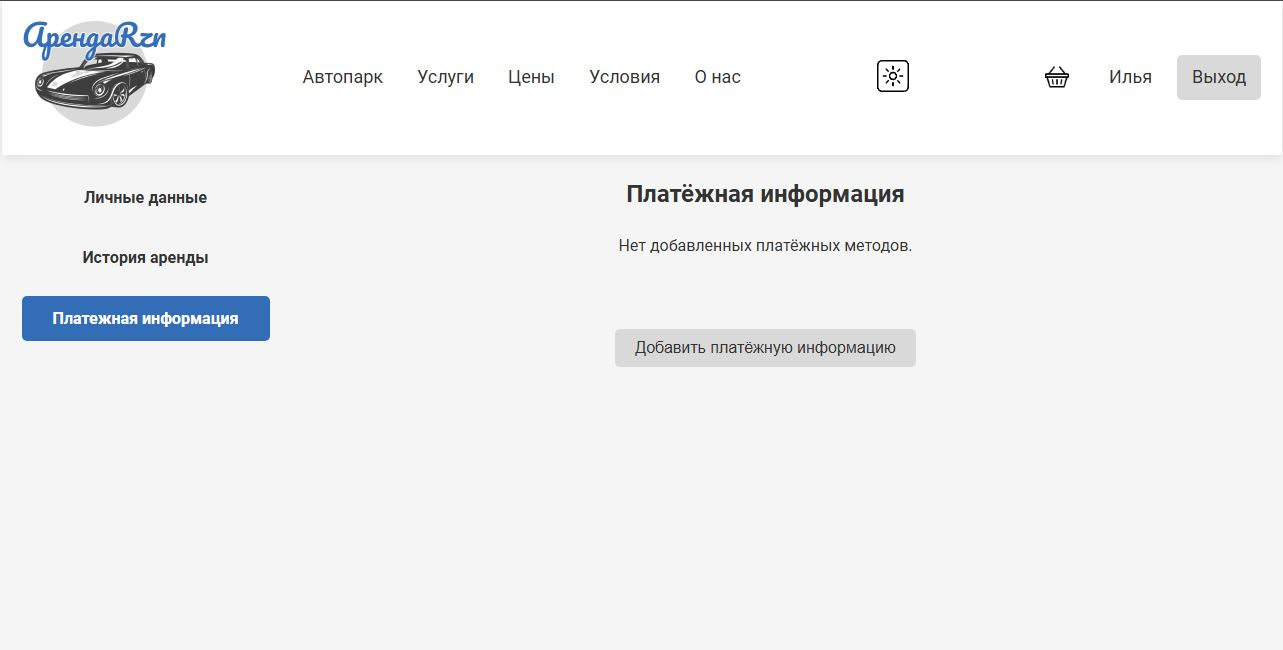 АрендаRzn
Автопарк Услуги Цены Условия О нас Илья Выход
Личные данные
История аренды
Платежная информация
Платёжная информация
Нет добавленных платёжных методов.
Добавить платёжную информацию